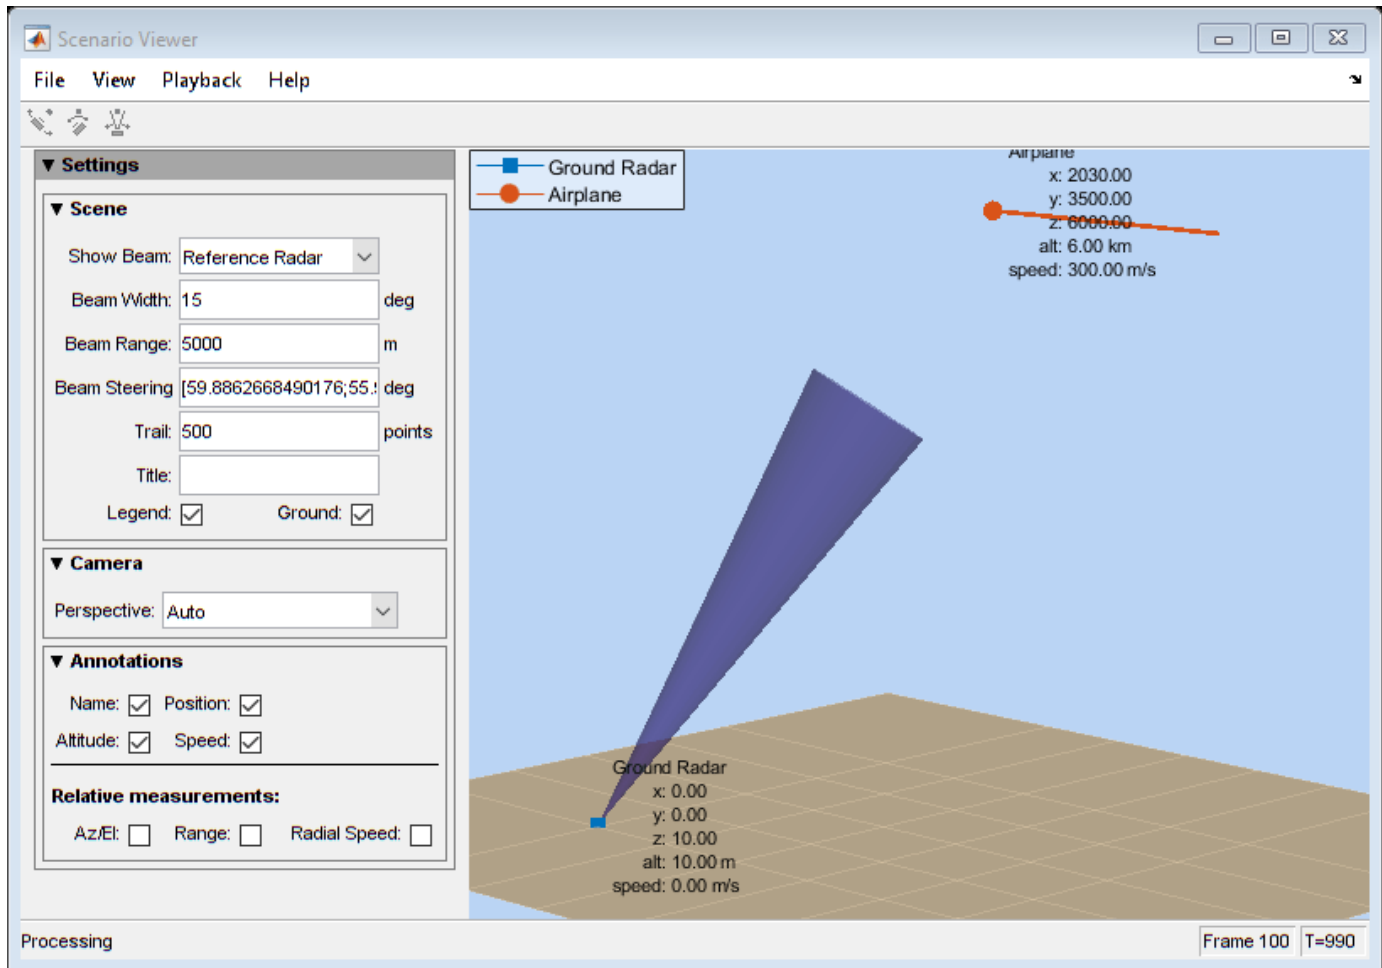 Scenario Viewer
File View Playback Help
▼ Settings
▼ Scene
Show Beam: Reference Radar
Beam Width: 15 deg
Beam Range: 5000 m
Beam Steering [59.8862668490176;55.9 deg
Trail: 500 points
Title:
Legend: Ground:
▼ Camera
Perspective: Auto
▼ Annotations
Name: Position:
Altitude: Speed:
Relative measurements:
Az/El: Range: Radial Speed:
Ground Radar
Airplane
Airplane
x: 2030.00
y: 3500.00
z: 6000.00
alt: 6.00 km
speed: 300.00 m/s
Ground Radar
x: 0.00
y: 0.00
z: 10.00
alt: 10.00 m
speed: 0.00 m/s
Processing
Frame 100 T=990